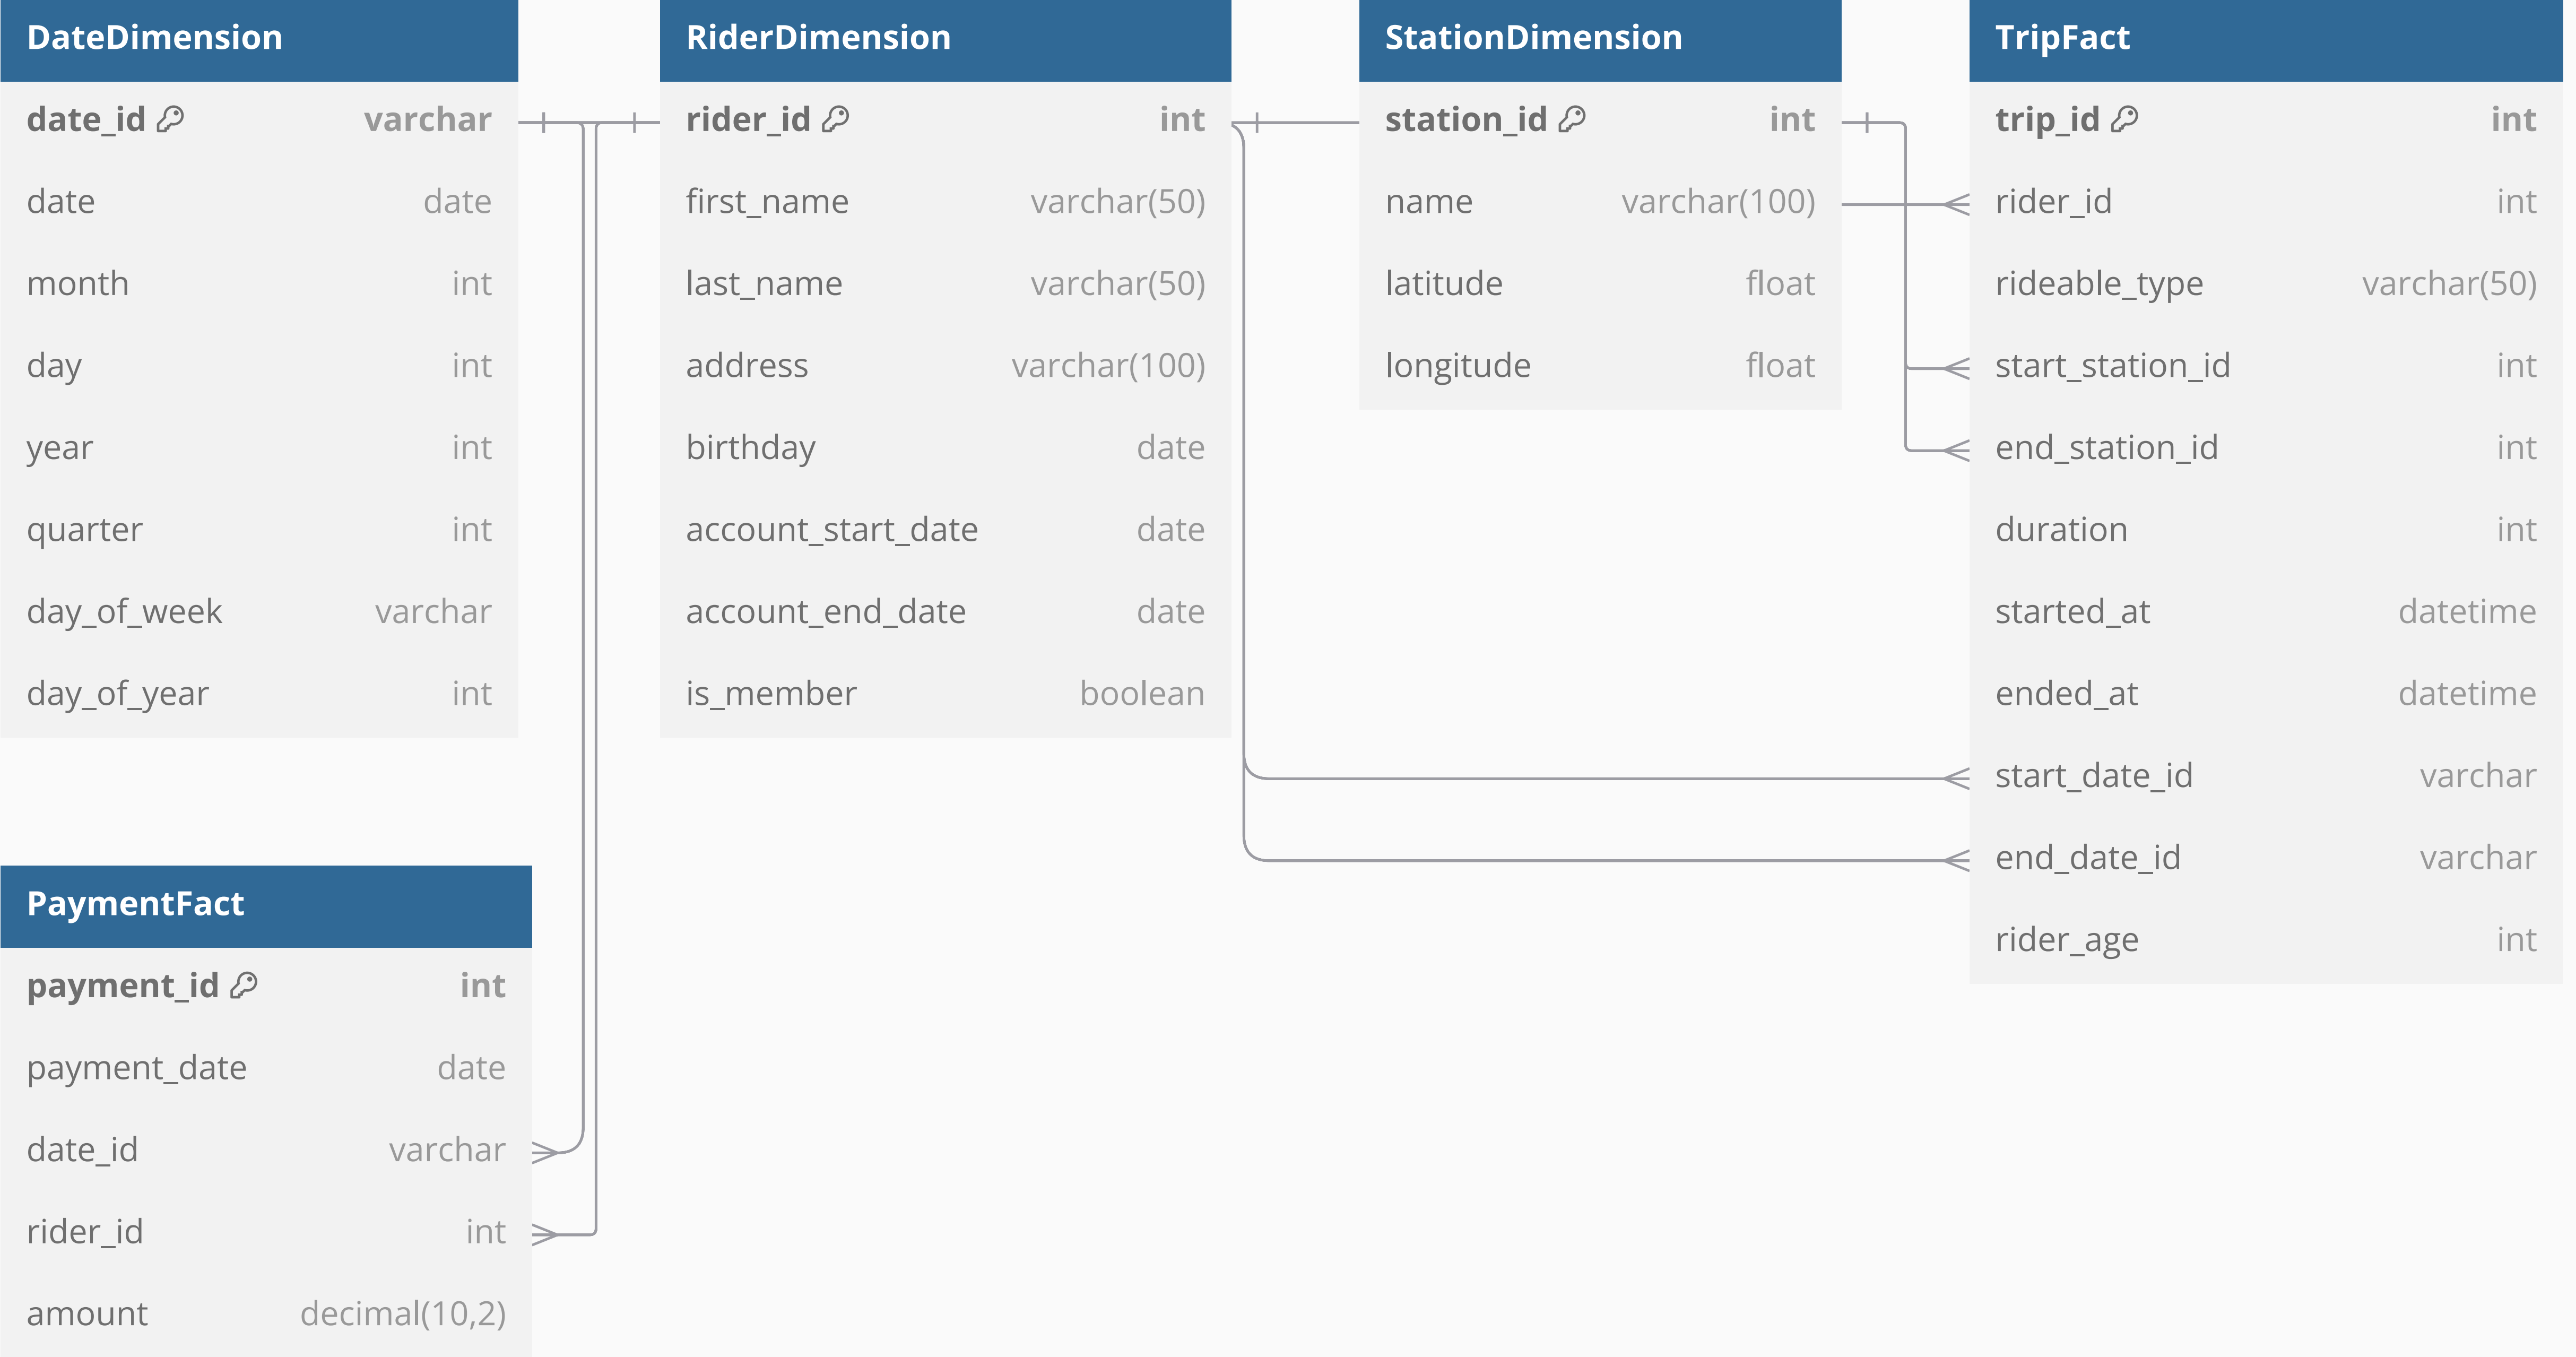 DateDimension
date_id varchar
date date
month int
day int
year int
quarter int
day_of_week varchar
day_of_year int
RiderDimension
rider_id int
first_name varchar(50)
last_name varchar(50)
address varchar(100)
birthday date
account_start_date date
account_end_date date
is_member boolean
StationDimension
station_id int
name varchar(100)
latitude float
longitude float
TripFact
trip_id int
rider_id int
rideable_type varchar(50)
start_station_id int
end_station_id int
duration int
started_at datetime
ended_at datetime
start_date_id varchar
end_date_id varchar
rider_age int
PaymentFact
payment_id int
payment_date date
date_id varchar
rider_id int
amount decimal(10,2)